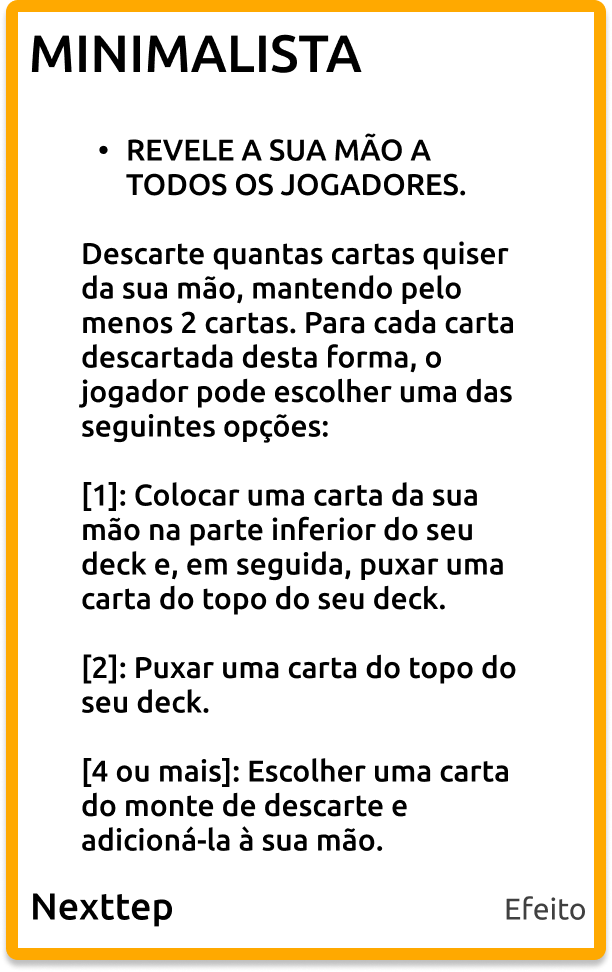 MINIMALISTA
• REVELE A SUA MÃO A
TODOS OS JOGADORES.
Descarte quantas cartas quiser
da sua mão, mantendo pelo
menos 2 cartas. Para cada carta
descartada desta forma, o
jogador pode escolher uma das
seguintes opções:
[1]: Colocar uma carta da sua
mão na parte inferior do seu
deck e, em seguida, puxar uma
carta do topo do seu deck.
[2]: Puxar uma carta do topo do
seu deck.
[4 ou mais]: Escolher uma carta
do monte de descarte e
adicioná-la à sua mão.
Nexttep
Efeito